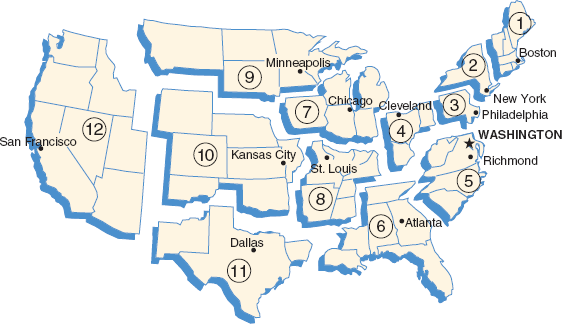 1
Boston
2
Minneapolis
9
New York
Chicago
Cleveland
3
Philadelphia
7
4
12
WASHINGTON
San Francisco
10
Kansas City
St. Louis
Richmond
5
8
6
Atlanta
Dallas
11